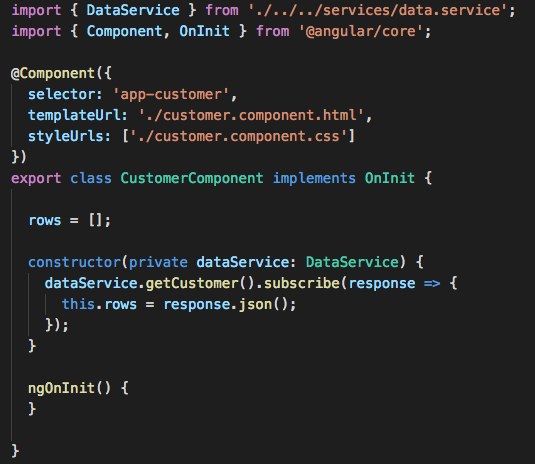 import { DataService } from './../../services/data.service';
import { Component, OnInit } from '@angular/core';
@Component({
  selector: 'app-customer',
  templateUrl: './customer.component.html',
  styleUrls: ['./customer.component.css']
})
export class CustomerComponent implements OnInit {
  rows = [];
  constructor(private dataService: DataService) {
    dataService.getCustomer().subscribe(response => {
      this.rows = response.json();
    });
  }
  ngOnInit() {
  }
}